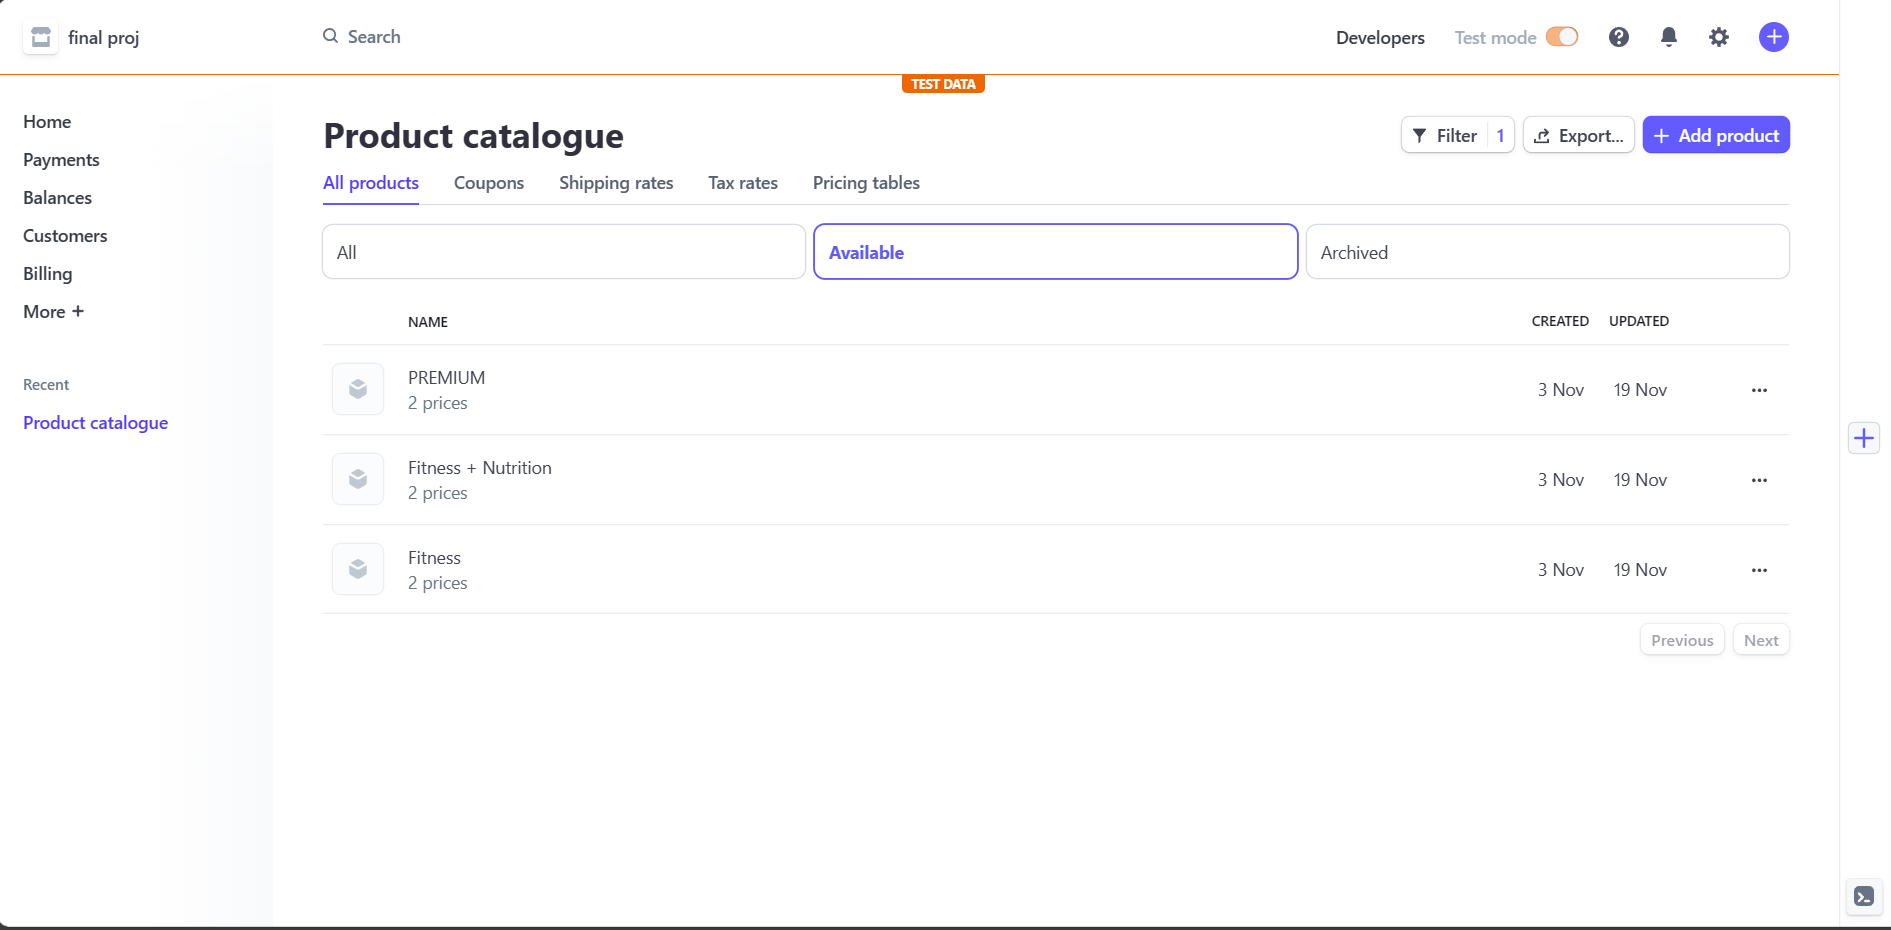 final proj
Search
Developers
Test mode
TEST DATA
Home
Payments
Balances
Customers
Billing
More +
Recent
Product catalogue
Product catalogue
Filter 1
Export...
+ Add product
All products
Coupons
Shipping rates
Tax rates
Pricing tables
All
Available
Archived
NAME
CREATED
UPDATED
PREMIUM
2 prices
3 Nov
19 Nov
Fitness + Nutrition
2 prices
3 Nov
19 Nov
Fitness
2 prices
3 Nov
19 Nov
Previous
Next